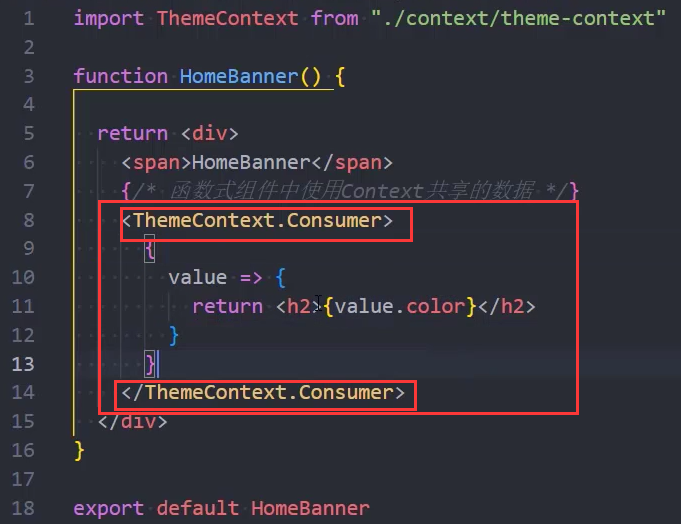 1 import ThemeContext from "./context/theme-context"
2
3 function HomeBanner() {
4
5 return <div>
6 <span>HomeBanner</span>
7 {/* 函数式组件中使用Context共享的数据 */}
8 <ThemeContext.Consumer>
9 {
10 value => {
11 return <h2>{value.color}</h2>
12 }
13 }
14 </ThemeContext.Consumer>
15 </div>
16 }
17
18 export default HomeBanner